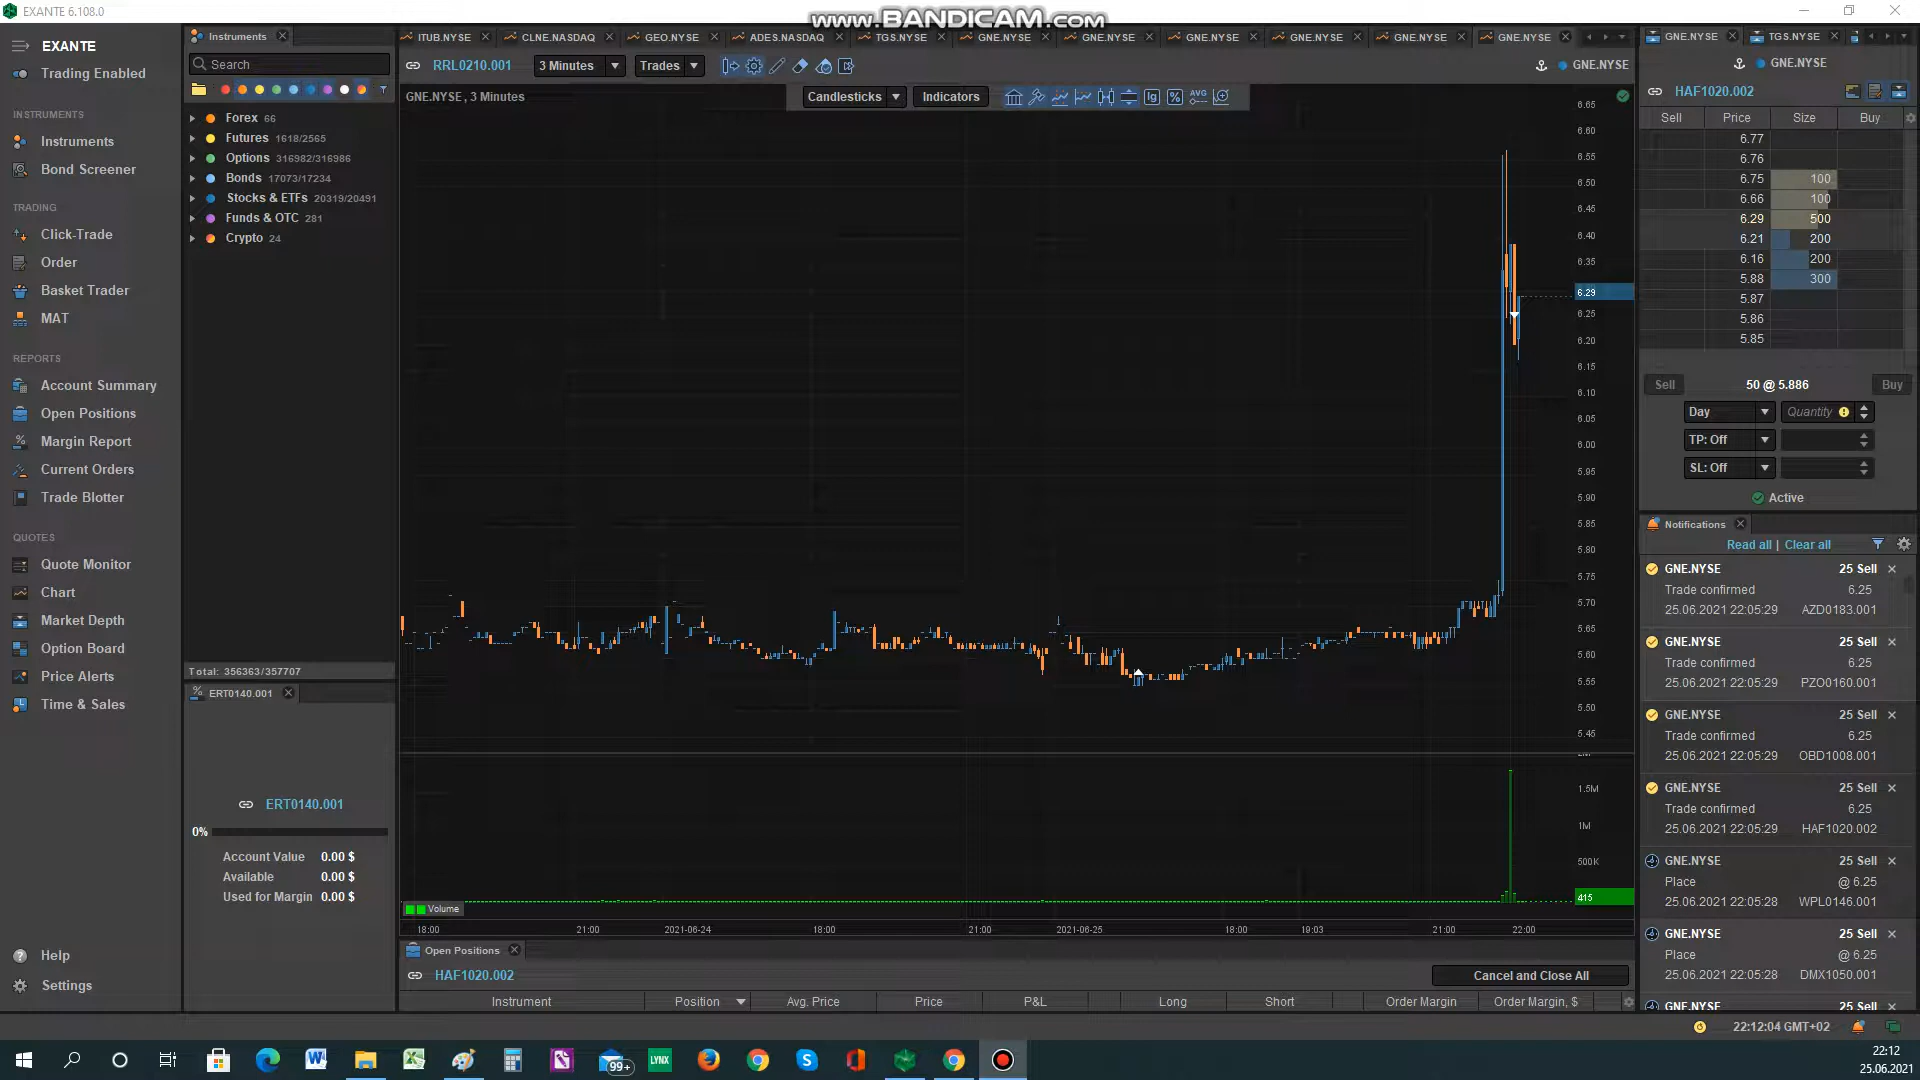 EXANTE 6.108.0
www.BANDICAM.com
EXANTE
Trading Enabled
INSTRUMENTS
Instruments
Bond Screener
TRADING
Click-Trade
Order
Basket Trader
MAT
REPORTS
Account Summary
Open Positions
Margin Report
Current Orders
Trade Blotter
QUOTES
Quote Monitor
Chart
Market Depth
Option Board
Price Alerts
Time & Sales
Help
Settings
Instruments
Search
Forex 66
Futures 1618/2565
Options 316982/316986
Bonds 17073/17234
Stocks & ETFs 20319/20491
Funds & OTC 281
Crypto 24
Total: 356363/357707
ERT0140.001
ERT0140.001
0%
Account Value 0.00 $
Available 0.00 $
Used for Margin 0.00 $
ITUB.NYSE CLNE.NASDAQ GEO.NYSE ADES.NASDAQ TGS.NYSE GNE.NYSE GNE.NYSE GNE.NYSE GNE.NYSE GNE.NYSE GNE.NYSE
RRL0210.001 3 Minutes Trades GNE.NYSE
GNE.NYSE, 3 Minutes Candlesticks Indicators lg % AVG
6.65
6.60
6.55
6.50
6.45
6.40
6.35
6.29
6.25
6.20
6.15
6.10
6.05
6.00
5.95
5.90
5.85
5.80
5.75
5.70
5.65
5.60
5.55
5.50
5.45
1.5M
1M
500K
415
Volume
18:00 21:00 2021-06-24 18:00 21:00 2021-06-25 18:00 19:03 21:00 22:00
Open Positions
HAF1020.002 Cancel and Close All
Instrument Position Avg. Price Price P&L Long Short Order Margin Order Margin, $
GNE.NYSE TGS.NYSE
GNE.NYSE
HAF1020.002
Sell Price Size Buy
6.77
6.76
6.75 100
6.66 100
6.29 500
6.21 200
6.16 200
5.88 300
5.87
5.86
5.85
Sell 50 @ 5.886 Buy
Day Quantity
TP: Off
SL: Off
Active
Notifications
Read all | Clear all
GNE.NYSE 25 Sell
Trade confirmed 6.25
25.06.2021 22:05:29 AZD0183.001
GNE.NYSE 25 Sell
Trade confirmed 6.25
25.06.2021 22:05:29 PZO0160.001
GNE.NYSE 25 Sell
Trade confirmed 6.25
25.06.2021 22:05:29 OBD1008.001
GNE.NYSE 25 Sell
Trade confirmed 6.25
25.06.2021 22:05:29 HAF1020.002
GNE.NYSE 25 Sell
Place @ 6.25
25.06.2021 22:05:28 WPL0146.001
GNE.NYSE 25 Sell
Place @ 6.25
25.06.2021 22:05:28 DMX1050.001
GNE.NYSE 25 Sell
22:12:04 GMT+02
99+
LYNX
22:12
25.06.2021